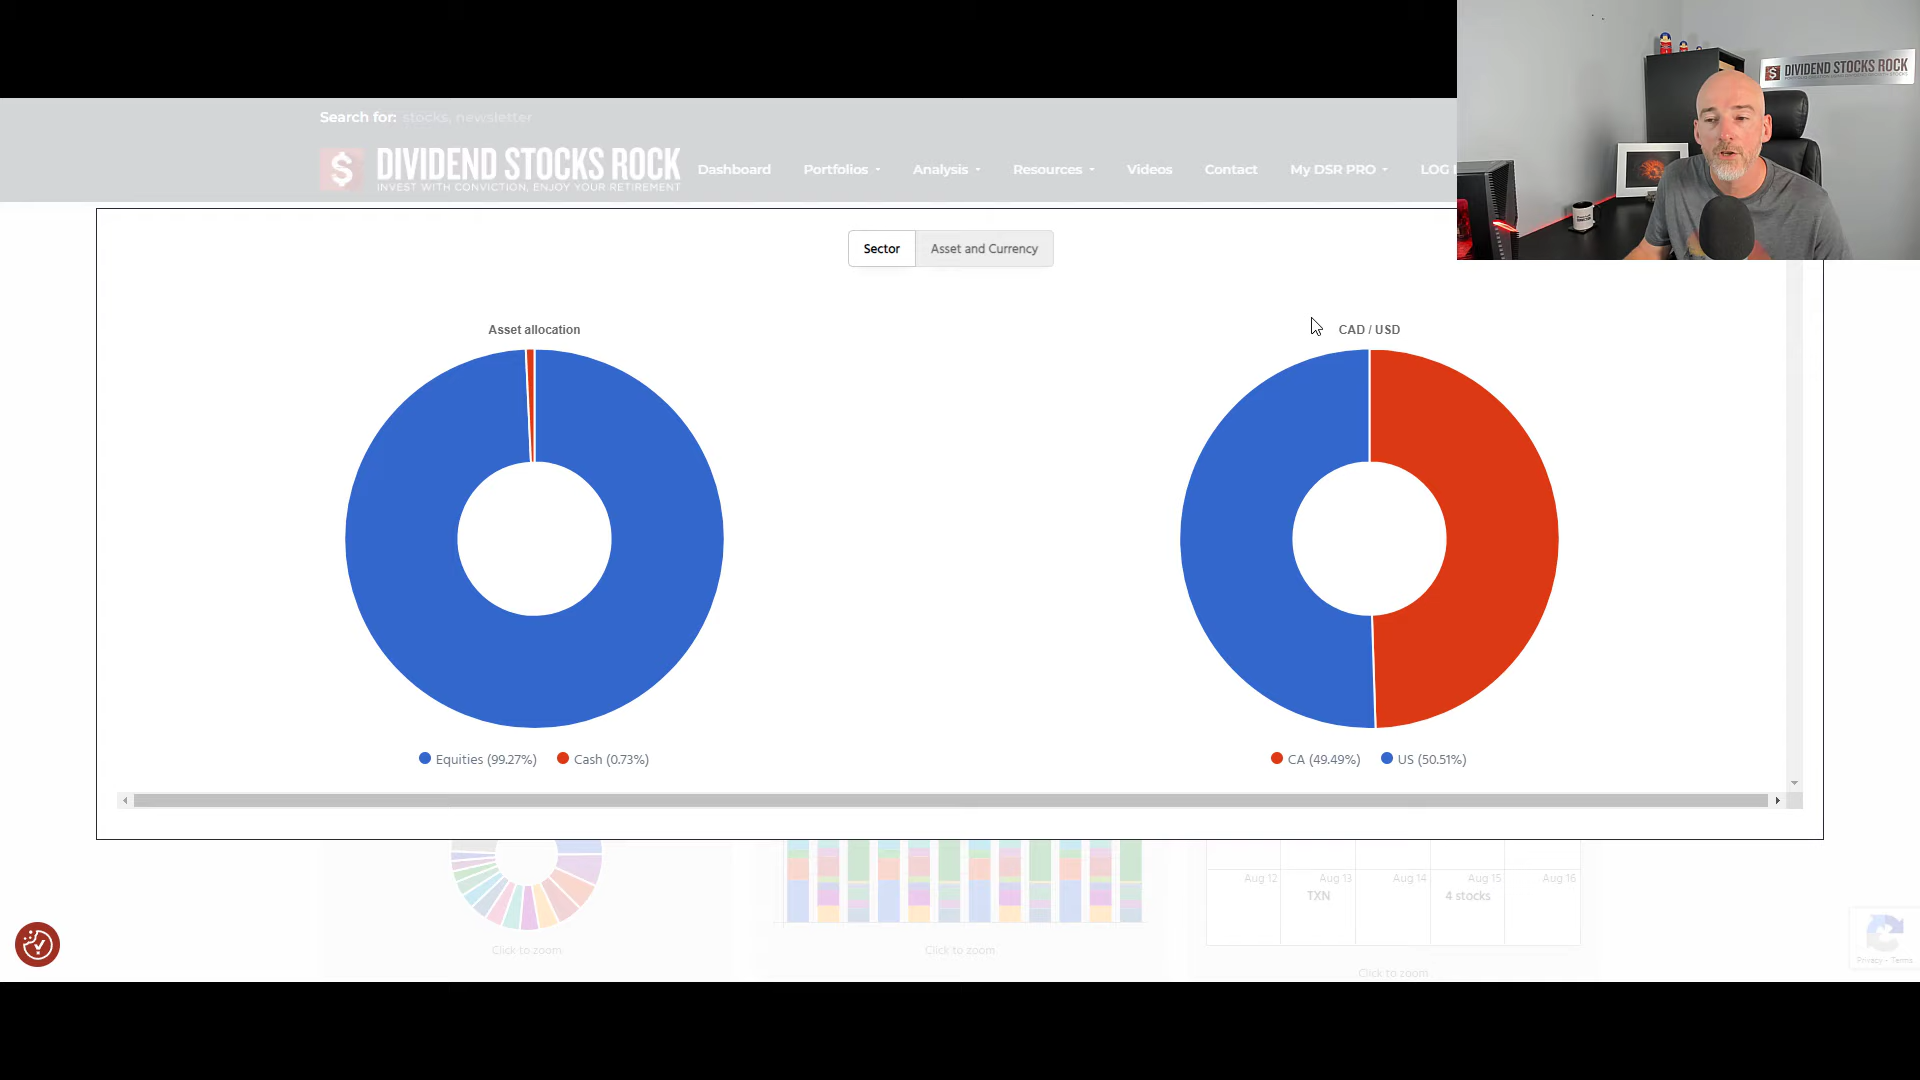 Search for: stocks, newsletter
$ DIVIDEND STOCKS ROCK
INVEST WITH CONVICTION, ENJOY YOUR RETIREMENT
Dashboard Portfolios Analysis Resources Videos Contact My DSR PRO LOG
$ DIVIDEND STOCKS ROCK
Sector Asset and Currency
Asset allocation
CAD / USD
Equities (99.27%) Cash (0.73%)
CA (49.49%) US (50.51%)
Aug 12 Aug 13 Aug 14 Aug 15 Aug 16
TXN 4 stocks
Click to zoom
Click to zoom
Click to zoom
Privacy - Terms